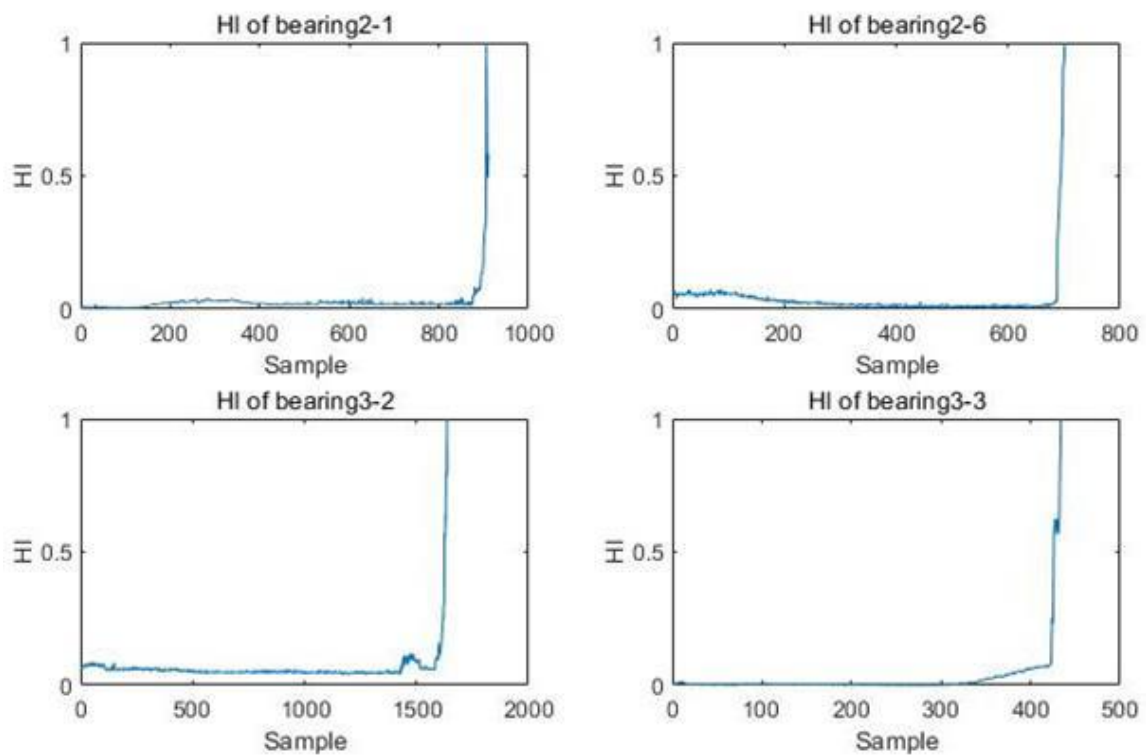 HI of bearing2-1
1
0.5
0
HI
0 200 400 600 800 1000
Sample
HI of bearing2-6
1
0.5
0
HI
0 200 400 600 800
Sample
HI of bearing3-2
1
0.5
0
HI
0 500 1000 1500 2000
Sample
HI of bearing3-3
1
0.5
0
HI
0 100 200 300 400 500
Sample